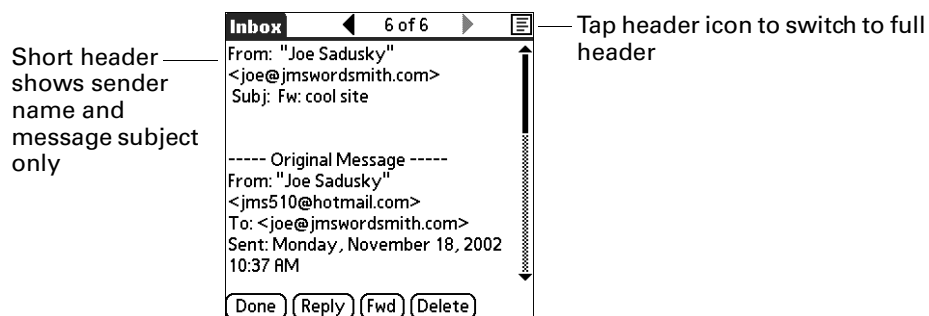 Short header
shows sender
name and
message subject
only
Inbox 6 of 6
From: "Joe Sadusky"
<joe@jmswordsmith.com>
Subj: Fw: cool site
----- Original Message -----
From: "Joe Sadusky"
<jms510@hotmail.com>
To: <joe@jmswordsmith.com>
Sent: Monday, November 18, 2002
10:37 AM
Done Reply Fwd Delete
Tap header icon to switch to full
header